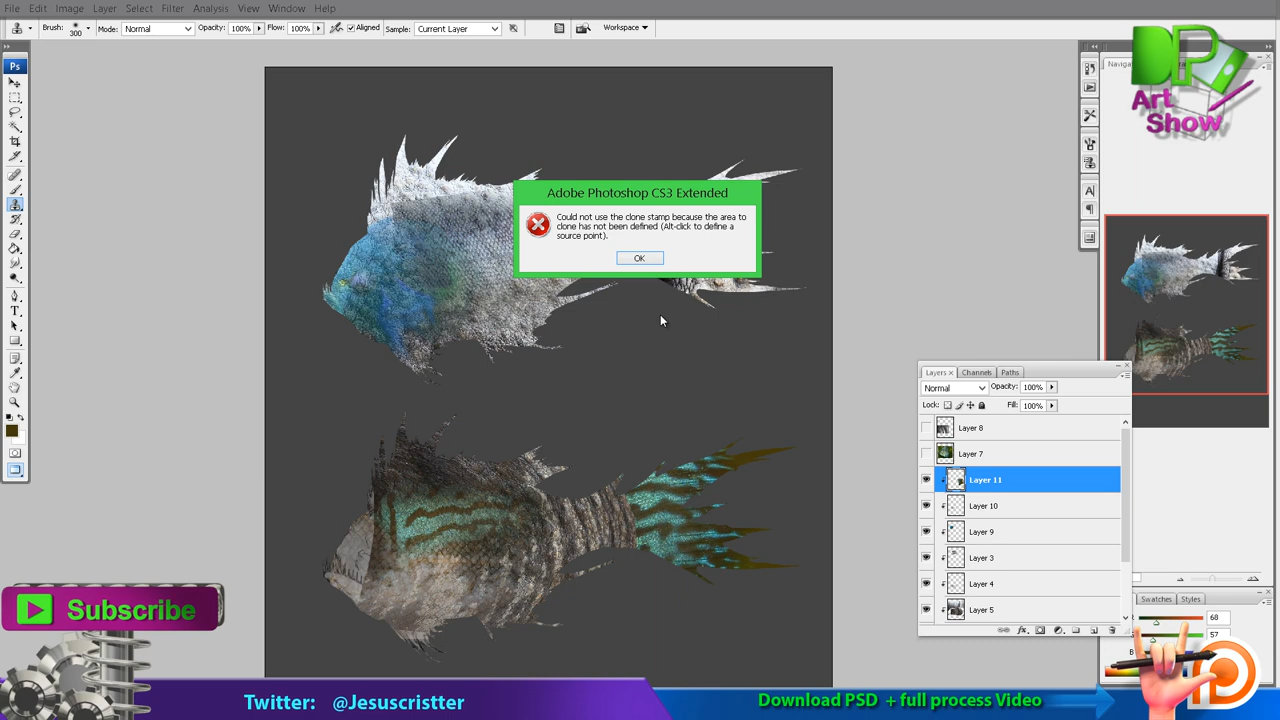 File Edit Image Layer Select Filter Analysis View Window Help
Brush: 300 Mode: Normal Opacity: 100% Flow: 100% Aligned Sample: Current Layer Workspace
Ps
DP
Art
Show
Adobe Photoshop CS3 Extended
Could not use the clone stamp because the area to
clone has not been defined (Alt-click to define a
source point).
OK
Layers Channels Paths
Normal Opacity: 100%
Lock: Fill: 100%
Layer 8
Layer 7
Layer 11
Layer 10
Layer 9
Layer 3
Layer 4
Layer 5
Swatches Styles
68
57
B
Subscribe
Twitter: @Jesuscristter
Download PSD + full process Video